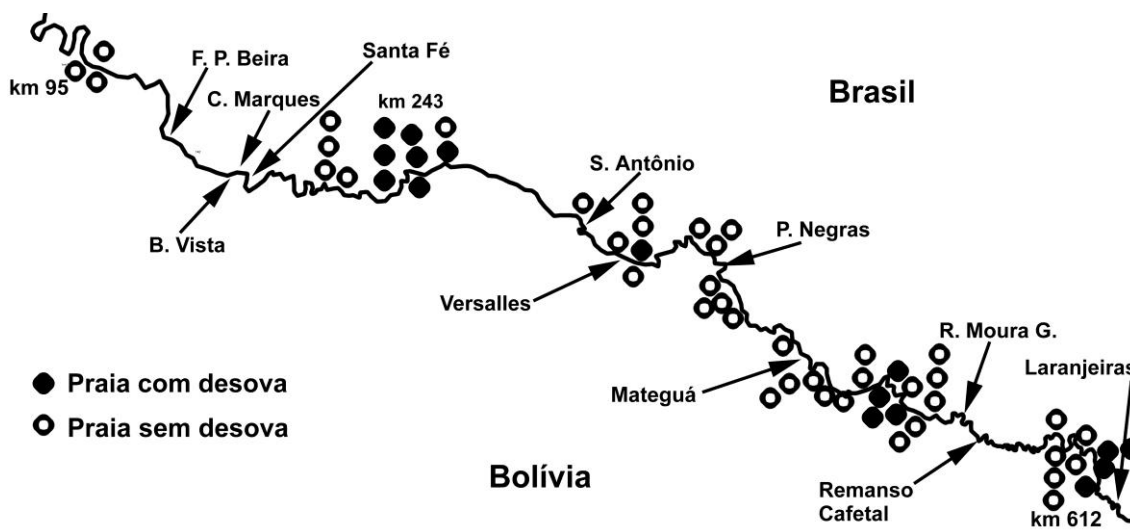 Santa Fé
F. P. Beira
km 95
C. Marques
km 243
Brasil
S. Antônio
B. Vista
P. Negras
Versalles
R. Moura G.
Laranjeiras
Praia com desova
Mateguá
Praia sem desova
Bolívia
Remanso
Cafetal
km 612